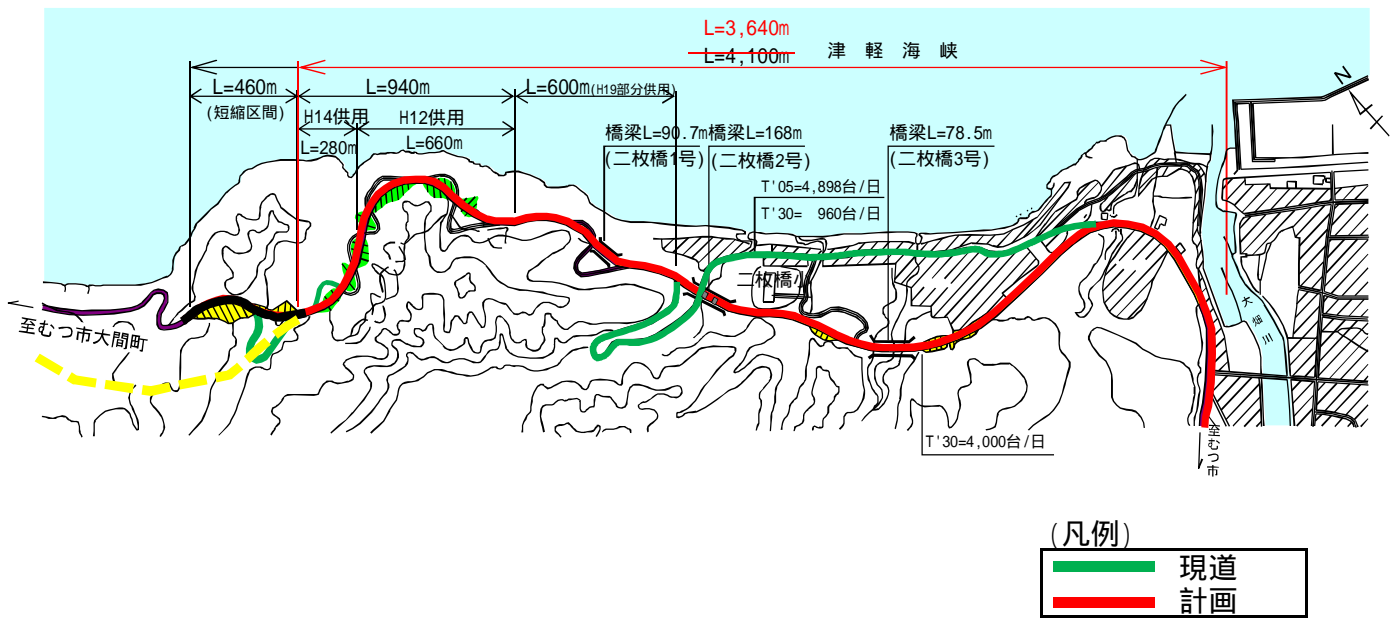 L=3,640m
L=4,100m
津軽海峡
N
L=460m
L=940m
L=600m(H19部分供用)
(短縮区間)
H14供用
H12供用
L=280m
L=660m
橋梁L=90.7m
(二枚橋1号)
橋梁L=168m
(二枚橋2号)
橋梁L=78.5m
(二枚橋3号)
T'05=4,898台/日
T'30= 960台/日
二枚橋
大畑川
至むつ市大間町
T'30=4,000台/日
至むつ市
(凡例)
現道
計画